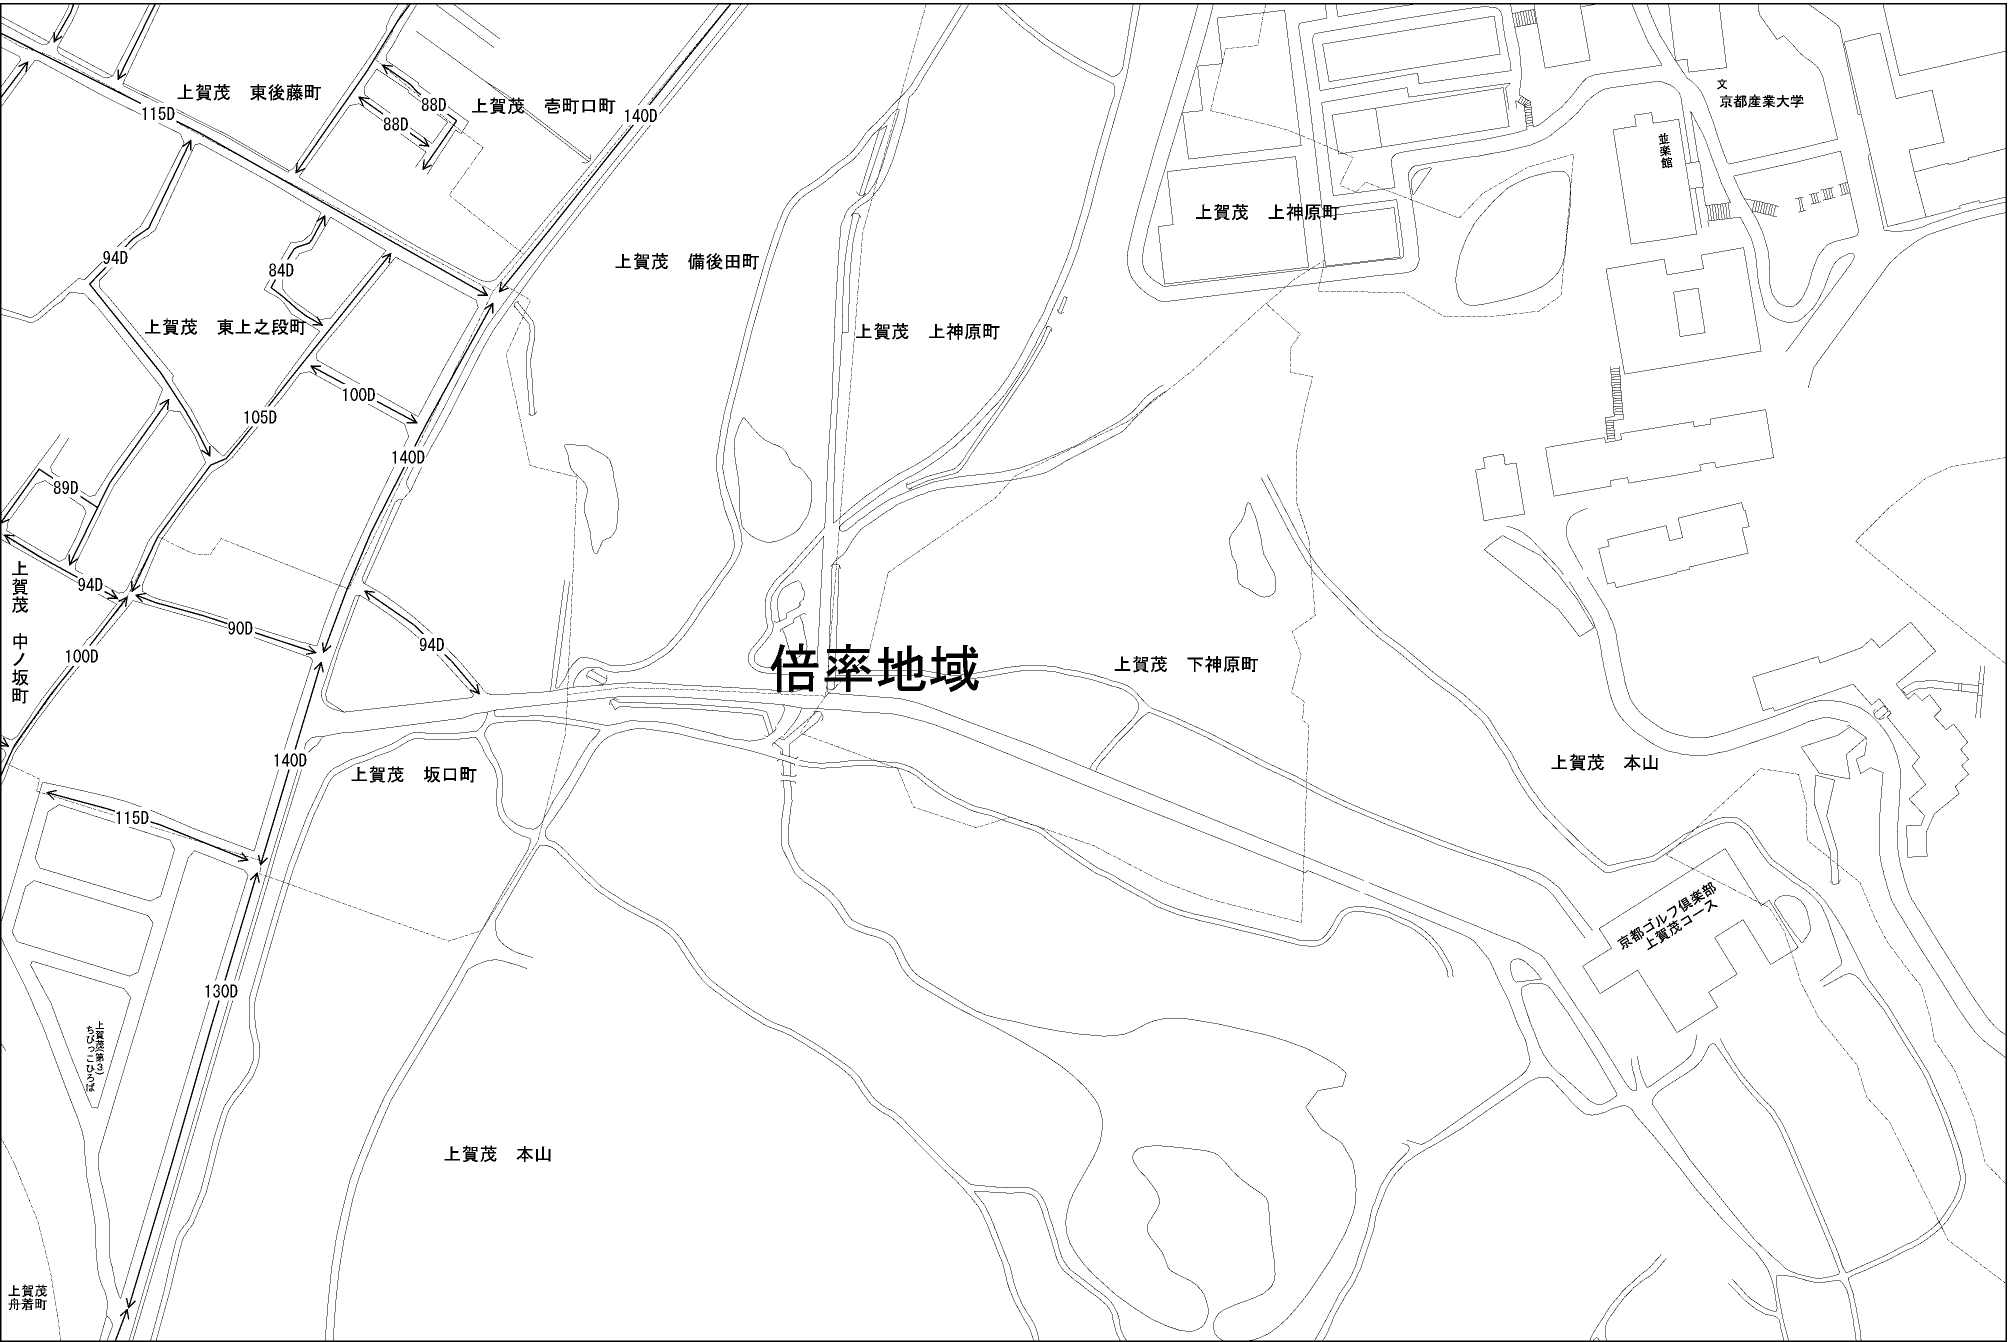 上賀茂　東後藤町
88D
上賀茂　壱町口町
115D
88D
140D
文
京都産業大学
並楽館
上賀茂　上神原町
94D
84D
上賀茂　備後田町
上賀茂　東上之段町
上賀茂　上神原町
100D
105D
140D
89D
94D
上賀茂　中ノ坂町
90D
94D
100D
倍率地域
上賀茂　下神原町
140D
上賀茂　坂口町
上賀茂　本山
115D
京都ゴルフ倶楽部
上賀茂コース
130D
上賀茂(第3)
ちびっこひろば
上賀茂　本山
上賀茂
舟着町